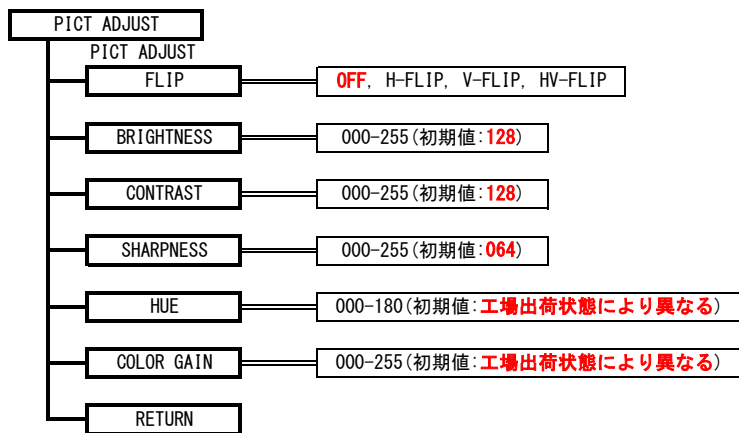 PICT ADJUST
PICT ADJUST
FLIP
OFF, H-FLIP, V-FLIP, HV-FLIP
BRIGHTNESS
000-255(初期値:128)
CONTRAST
000-255(初期値:128)
SHARPNESS
000-255(初期値:064)
HUE
000-180(初期値:工場出荷状態により異なる)
COLOR GAIN
000-255(初期値:工場出荷状態により異なる)
RETURN